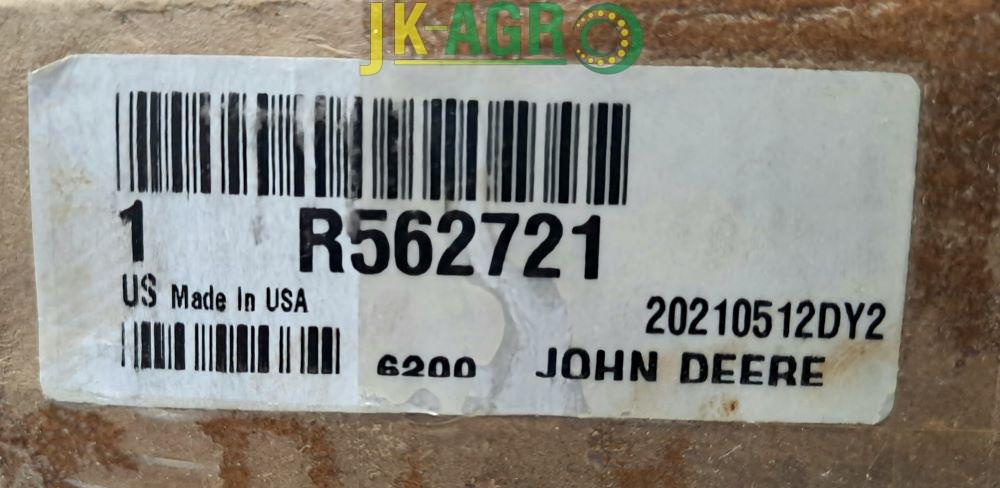 JK-AGRO
1 R562721
US Made In USA
20210512DY2
6200 JOHN DEERE